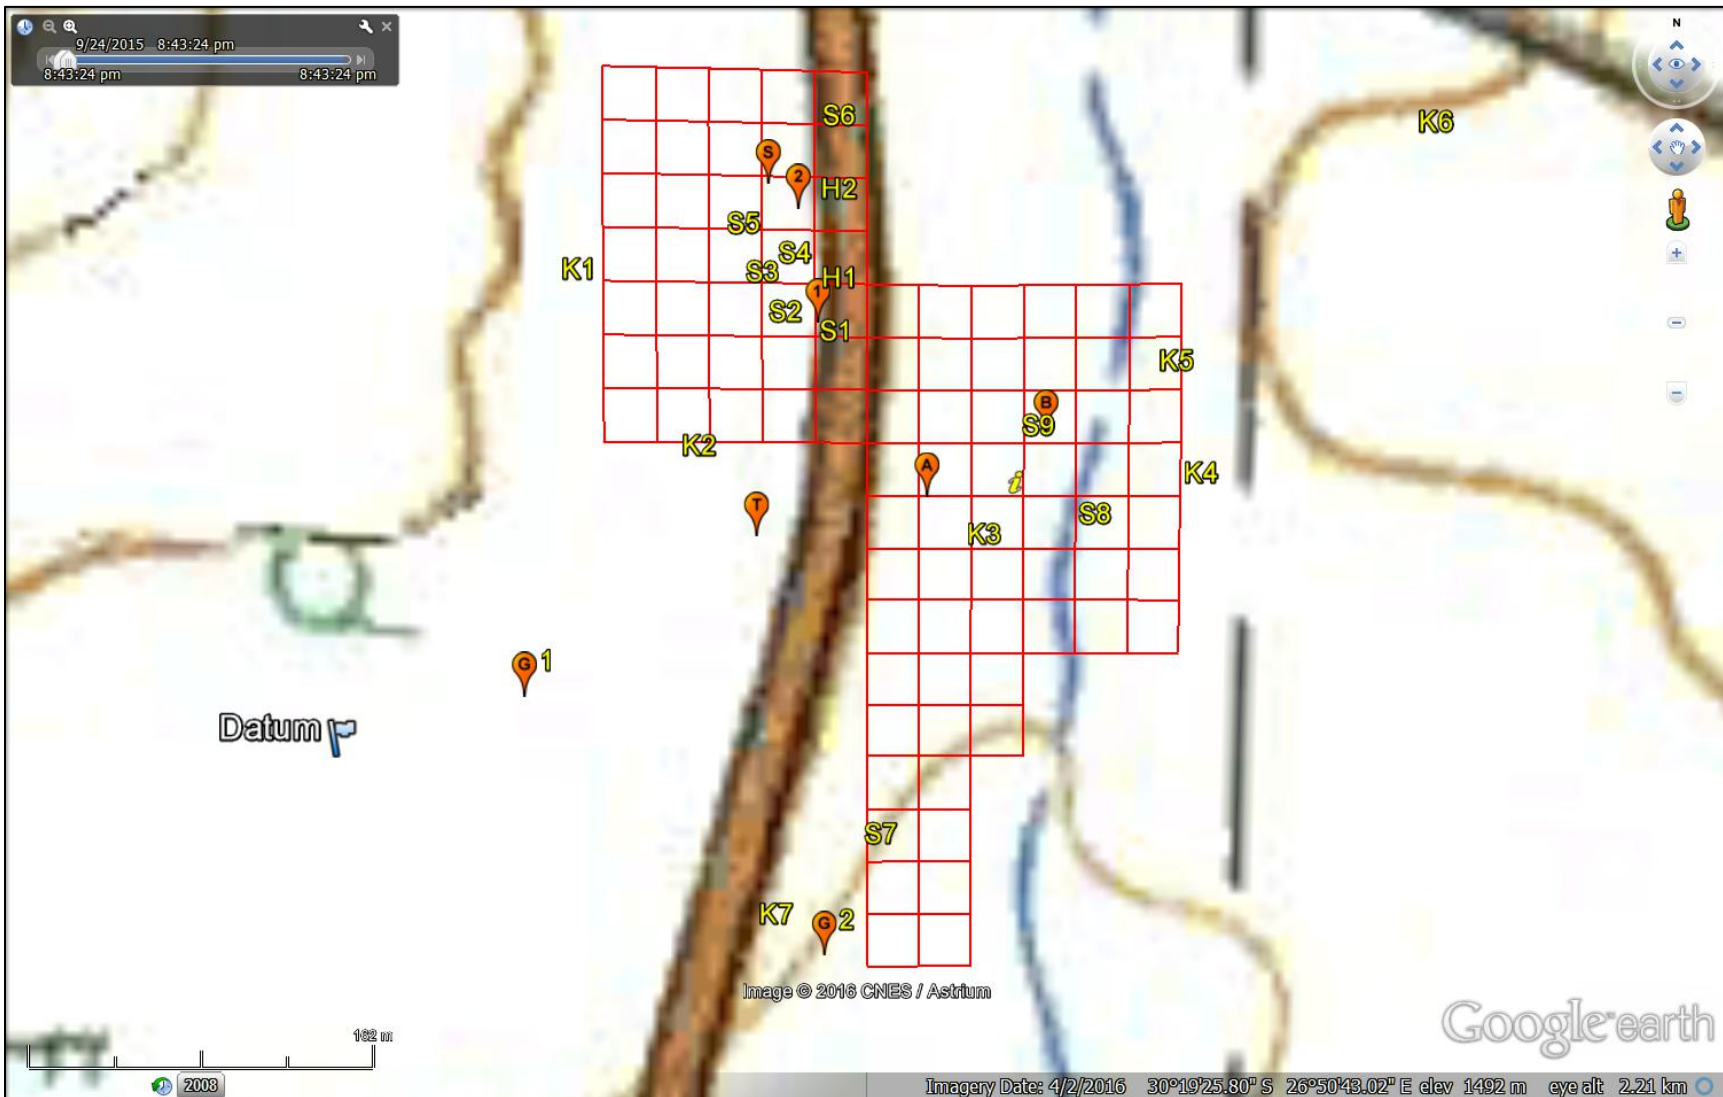 N
9/24/2015 8:43:24 pm
8:43:24 pm 8:43:24 pm
S6
K6
S
2
H2
S5
S4
K1
S3
H1
1
S2
S1
K5
B
S9
K2
A
i
K4
T
S8
K3
G 1
Datum
S7
K7
G 2
Image © 2016 CNES / Astrium
Google earth
162 m
2008
Imagery Date: 4/2/2016 30°19'25.80" S 26°50'43.02" E elev 1492 m eye alt 2.21 km